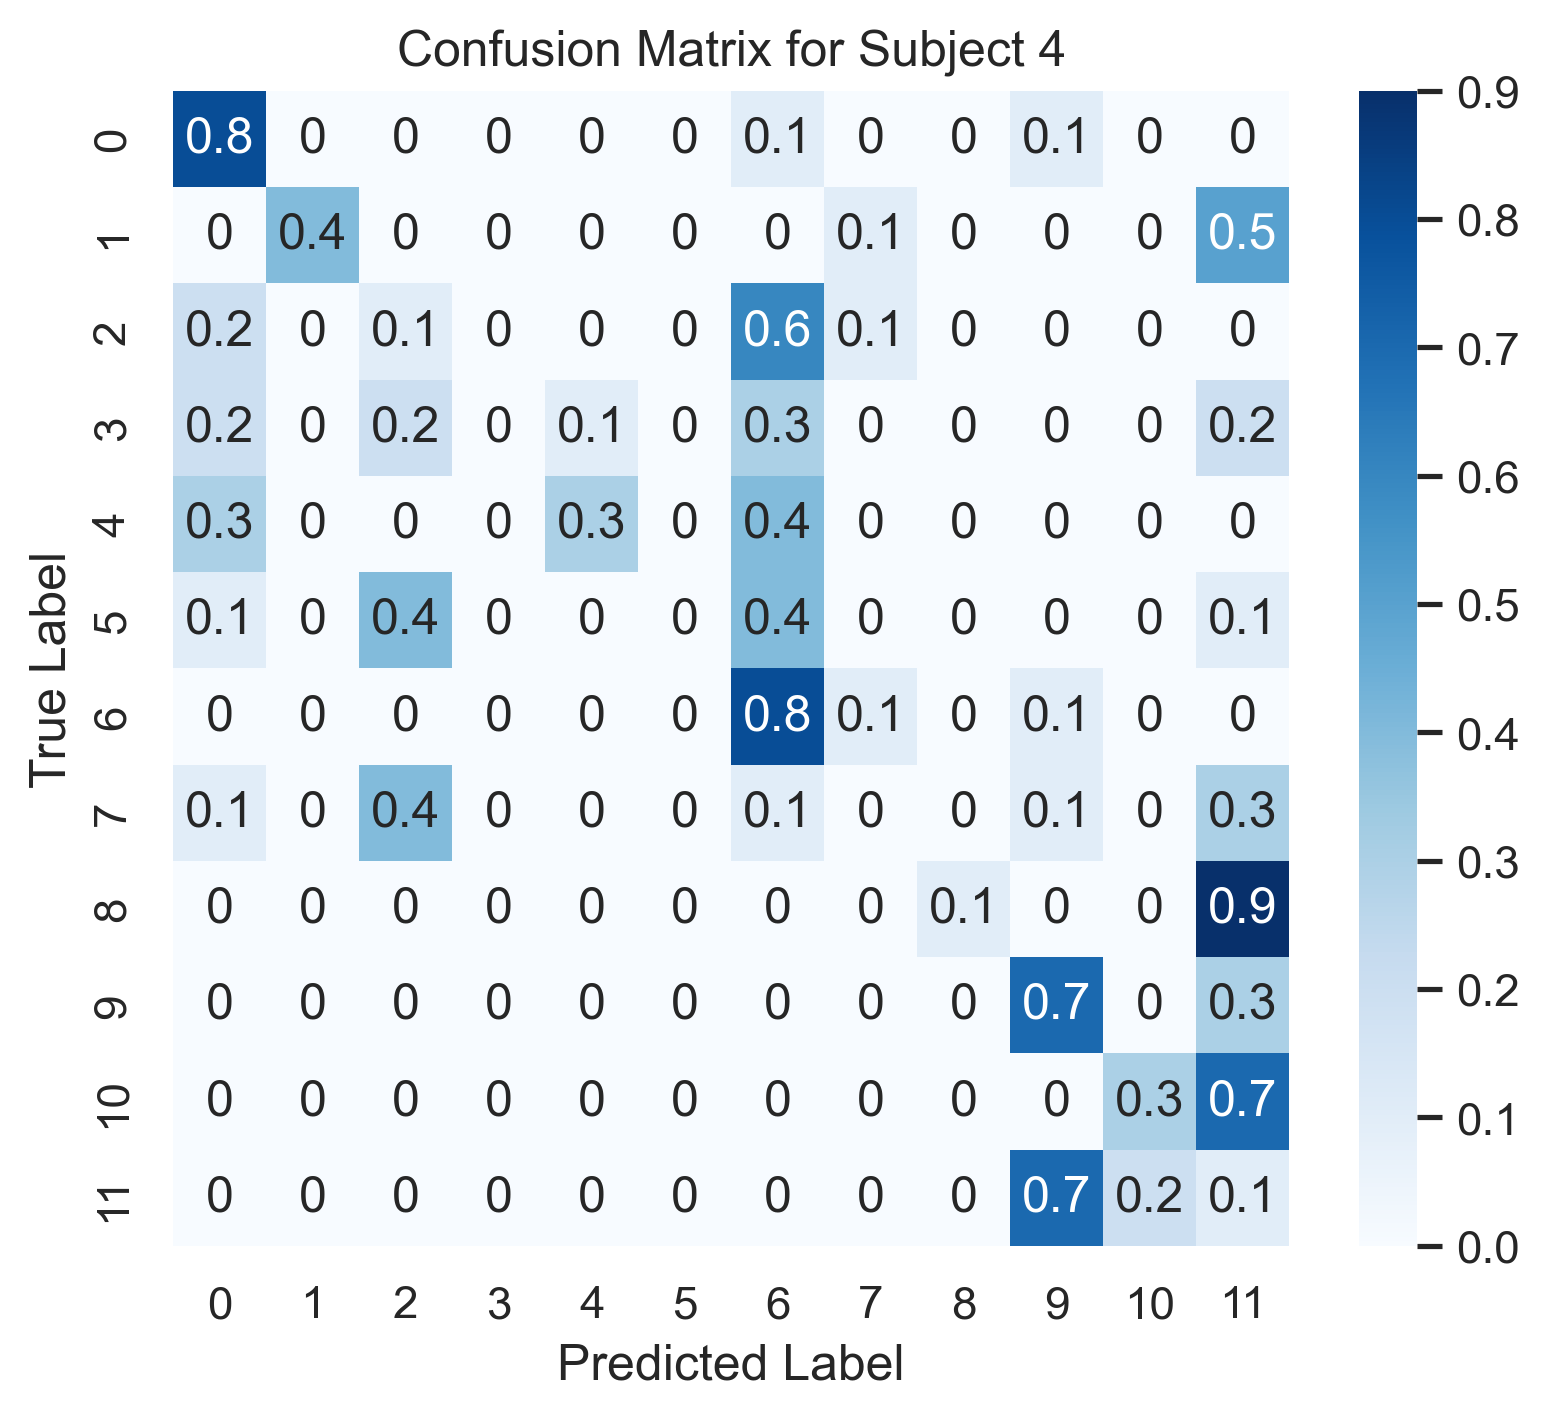 Confusion Matrix for Subject 4
True Label
0 0.8 0 0 0 0 0 0.1 0 0 0.1 0 0
1 0 0.4 0 0 0 0 0 0.1 0 0 0 0.5
2 0.2 0 0.1 0 0 0 0.6 0.1 0 0 0 0
3 0.2 0 0.2 0 0.1 0 0.3 0 0 0 0 0.2
4 0.3 0 0 0 0.3 0 0.4 0 0 0 0 0
5 0.1 0 0.4 0 0 0 0.4 0 0 0 0 0.1
6 0 0 0 0 0 0 0.8 0.1 0 0.1 0 0
7 0.1 0 0.4 0 0 0 0.1 0 0 0.1 0 0.3
8 0 0 0 0 0 0 0 0 0.1 0 0 0.9
9 0 0 0 0 0 0 0 0 0 0.7 0 0.3
10 0 0 0 0 0 0 0 0 0 0 0.3 0.7
11 0 0 0 0 0 0 0 0 0 0.7 0.2 0.1
0 1 2 3 4 5 6 7 8 9 10 11
Predicted Label
0.9
0.8
0.7
0.6
0.5
0.4
0.3
0.2
0.1
0.0